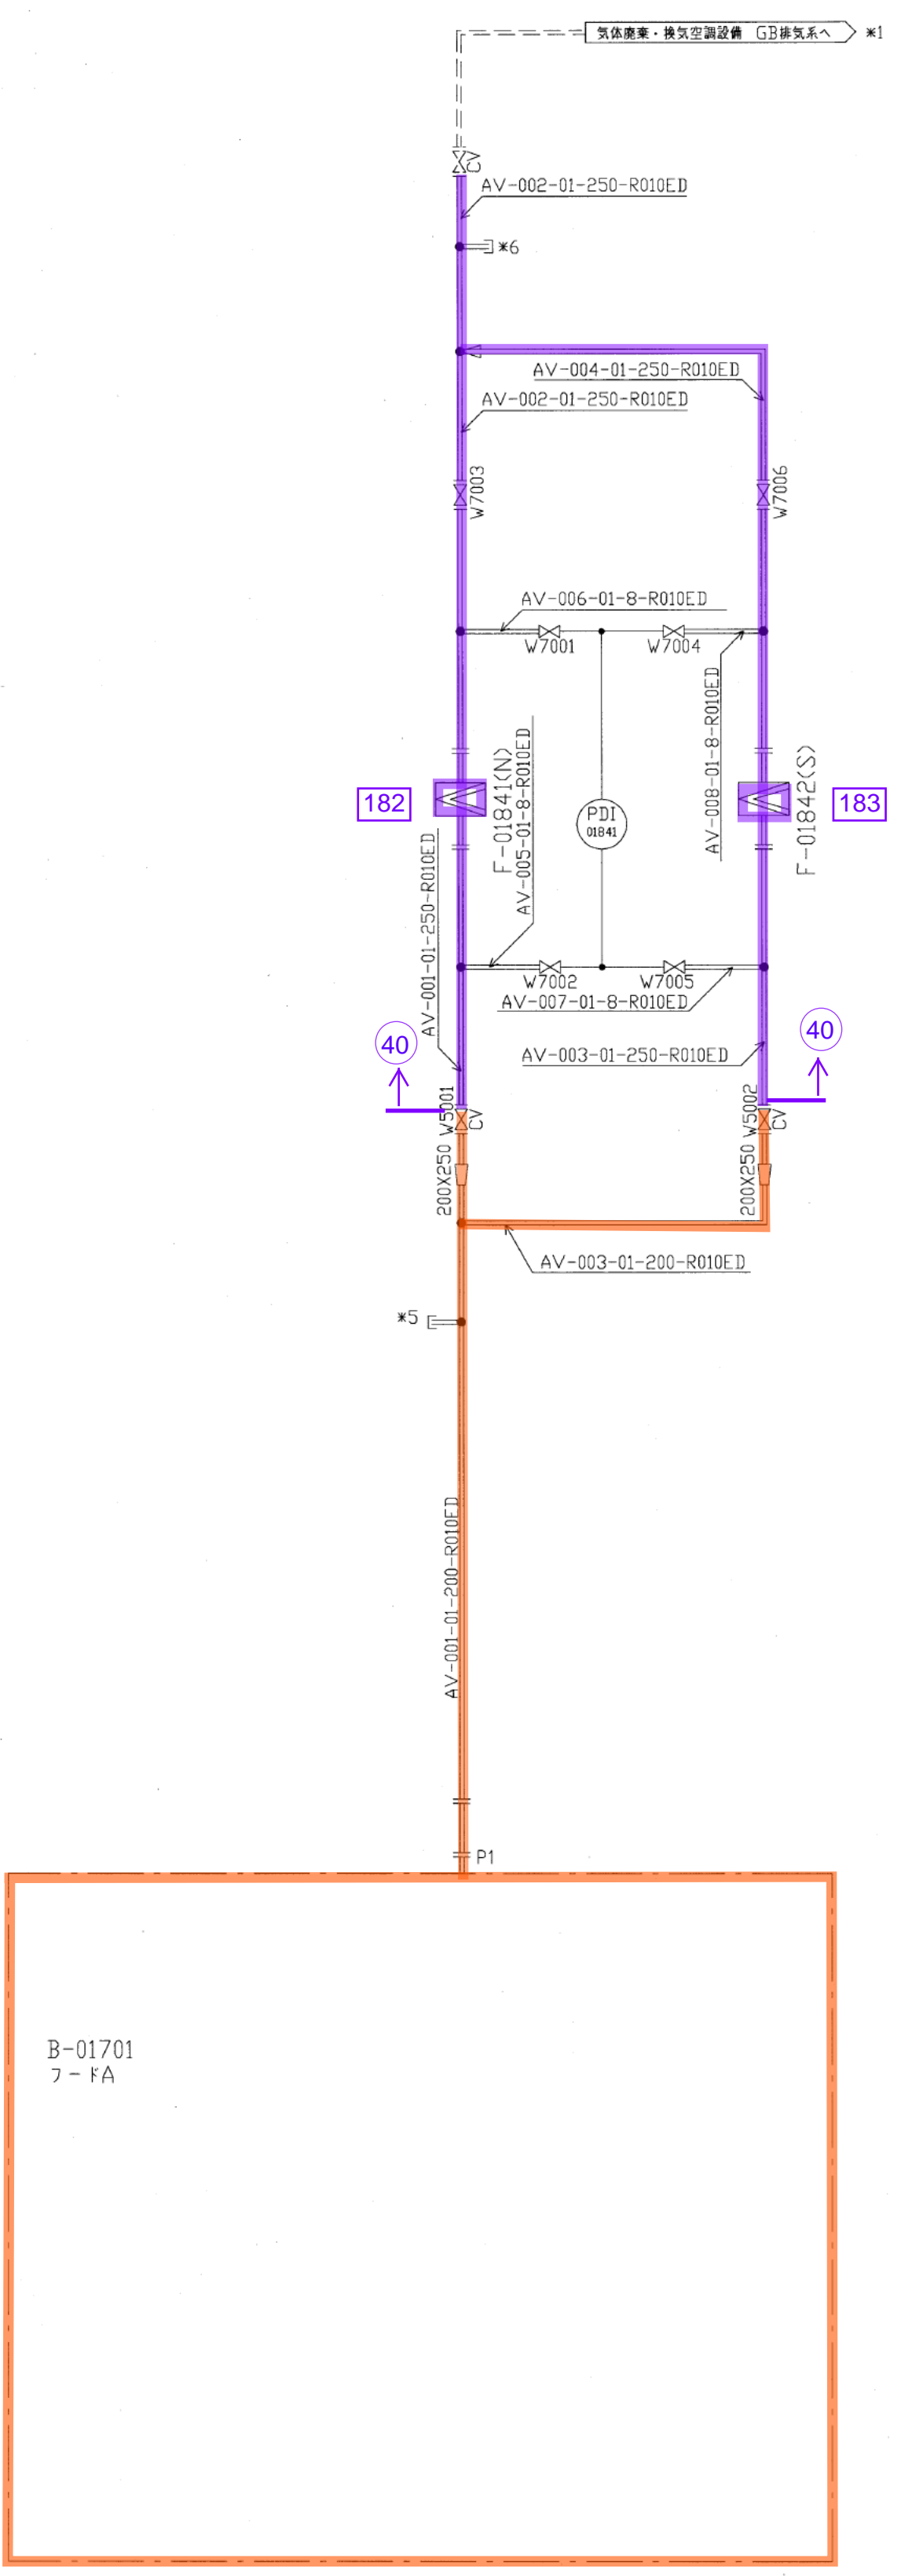 気体廃棄・換気空調設備 GB排気系へ
*1
CV
AV-002-01-250-R010ED
*6
AV-004-01-250-R010ED
AV-002-01-250-R010ED
W7003
W7006
AV-006-01-8-R010ED
W7001
W7004
AV-008-01-8-R010ED
F-01841(N)
AV-005-01-8-R010ED
182
PDI
01841
F-01842(S)
183
AV-001-01-250-R010ED
W7002
W7005
AV-007-01-8-R010ED
40
40
AV-003-01-250-R010ED
W5001
CV
200X250
W5002
CV
200X250
AV-003-01-200-R010ED
*5
AV-001-01-200-R010ED
P1
B-01701
フードA